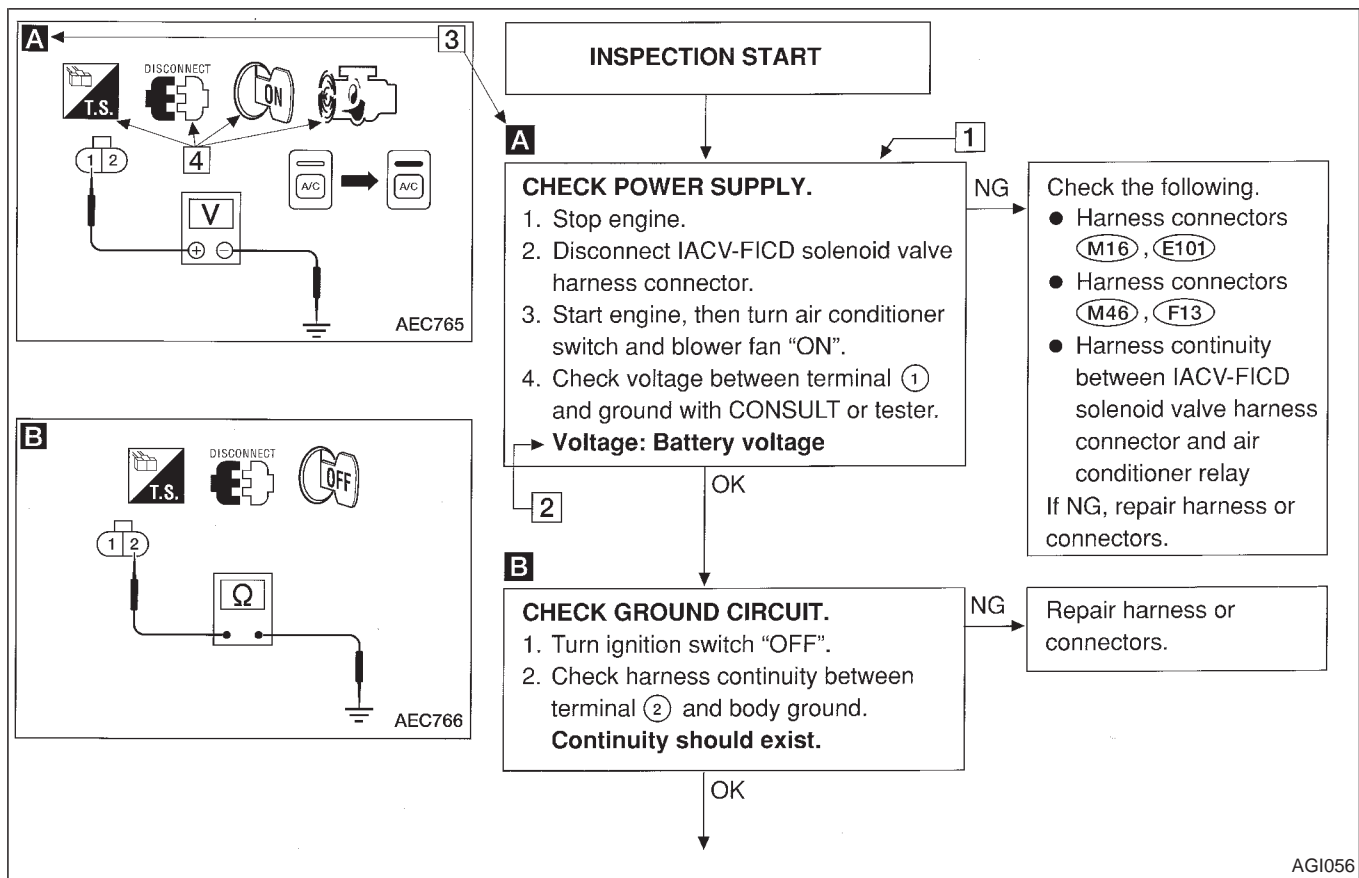 A
3
DISCONNECT
T.S.
ON
1 2
4
A/C
A/C
V
+ −
AEC765
B
DISCONNECT
T.S.
OFF
1 2
Ω
AEC766
INSPECTION START
A
1
CHECK POWER SUPPLY.
1. Stop engine.
2. Disconnect IACV-FICD solenoid valve
harness connector.
3. Start engine, then turn air conditioner
switch and blower fan “ON”.
4. Check voltage between terminal 1
and ground with CONSULT or tester.
Voltage: Battery voltage
2
NG
Check the following.
● Harness connectors
M16 , E101
● Harness connectors
M46 , F13
● Harness continuity
between IACV-FICD
solenoid valve harness
connector and air
conditioner relay
If NG, repair harness or
connectors.
OK
B
CHECK GROUND CIRCUIT.
1. Turn ignition switch “OFF”.
2. Check harness continuity between
terminal 2 and body ground.
Continuity should exist.
NG
Repair harness or
connectors.
OK
AGI056